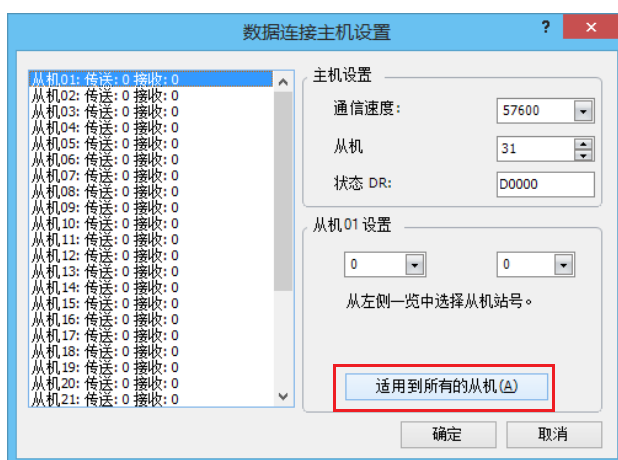 数据连接主机设置
?
×
从机01: 传送: 0 接收: 0
从机02: 传送: 0 接收: 0
从机03: 传送: 0 接收: 0
从机04: 传送: 0 接收: 0
从机05: 传送: 0 接收: 0
从机06: 传送: 0 接收: 0
从机07: 传送: 0 接收: 0
从机08: 传送: 0 接收: 0
从机09: 传送: 0 接收: 0
从机10: 传送: 0 接收: 0
从机11: 传送: 0 接收: 0
从机12: 传送: 0 接收: 0
从机13: 传送: 0 接收: 0
从机14: 传送: 0 接收: 0
从机15: 传送: 0 接收: 0
从机16: 传送: 0 接收: 0
从机17: 传送: 0 接收: 0
从机18: 传送: 0 接收: 0
从机19: 传送: 0 接收: 0
从机20: 传送: 0 接收: 0
从机21: 传送: 0 接收: 0
主机设置
通信速度: 57600
从机 31
状态 DR: D0000
从机01设置
0 0
从左侧一览中选择从机站号。
适用到所有的从机(A)
确定 取消